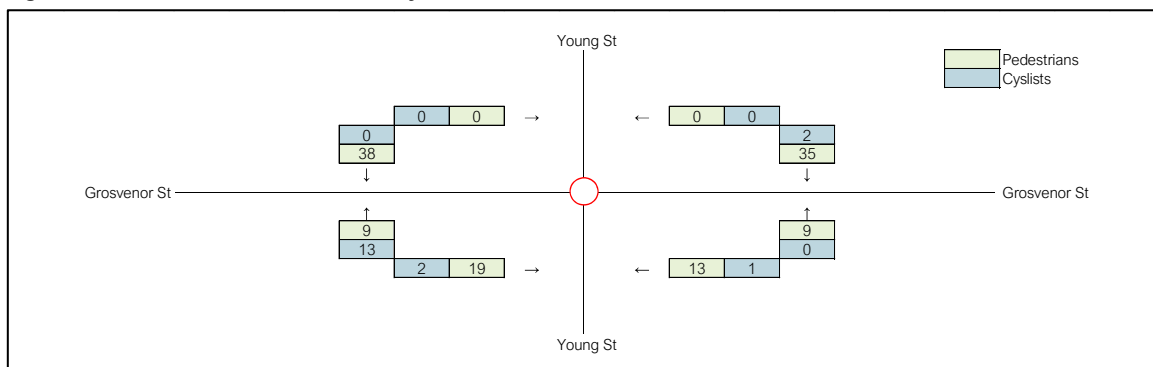 Young St
Pedestrians
Cyslists
0 0 → ← 0 0
0 2
38 35
↓ ↓
Grosvenor St Grosvenor St
↑ ↑
9 9
13 0
2 19 → ← 13 1
Young St